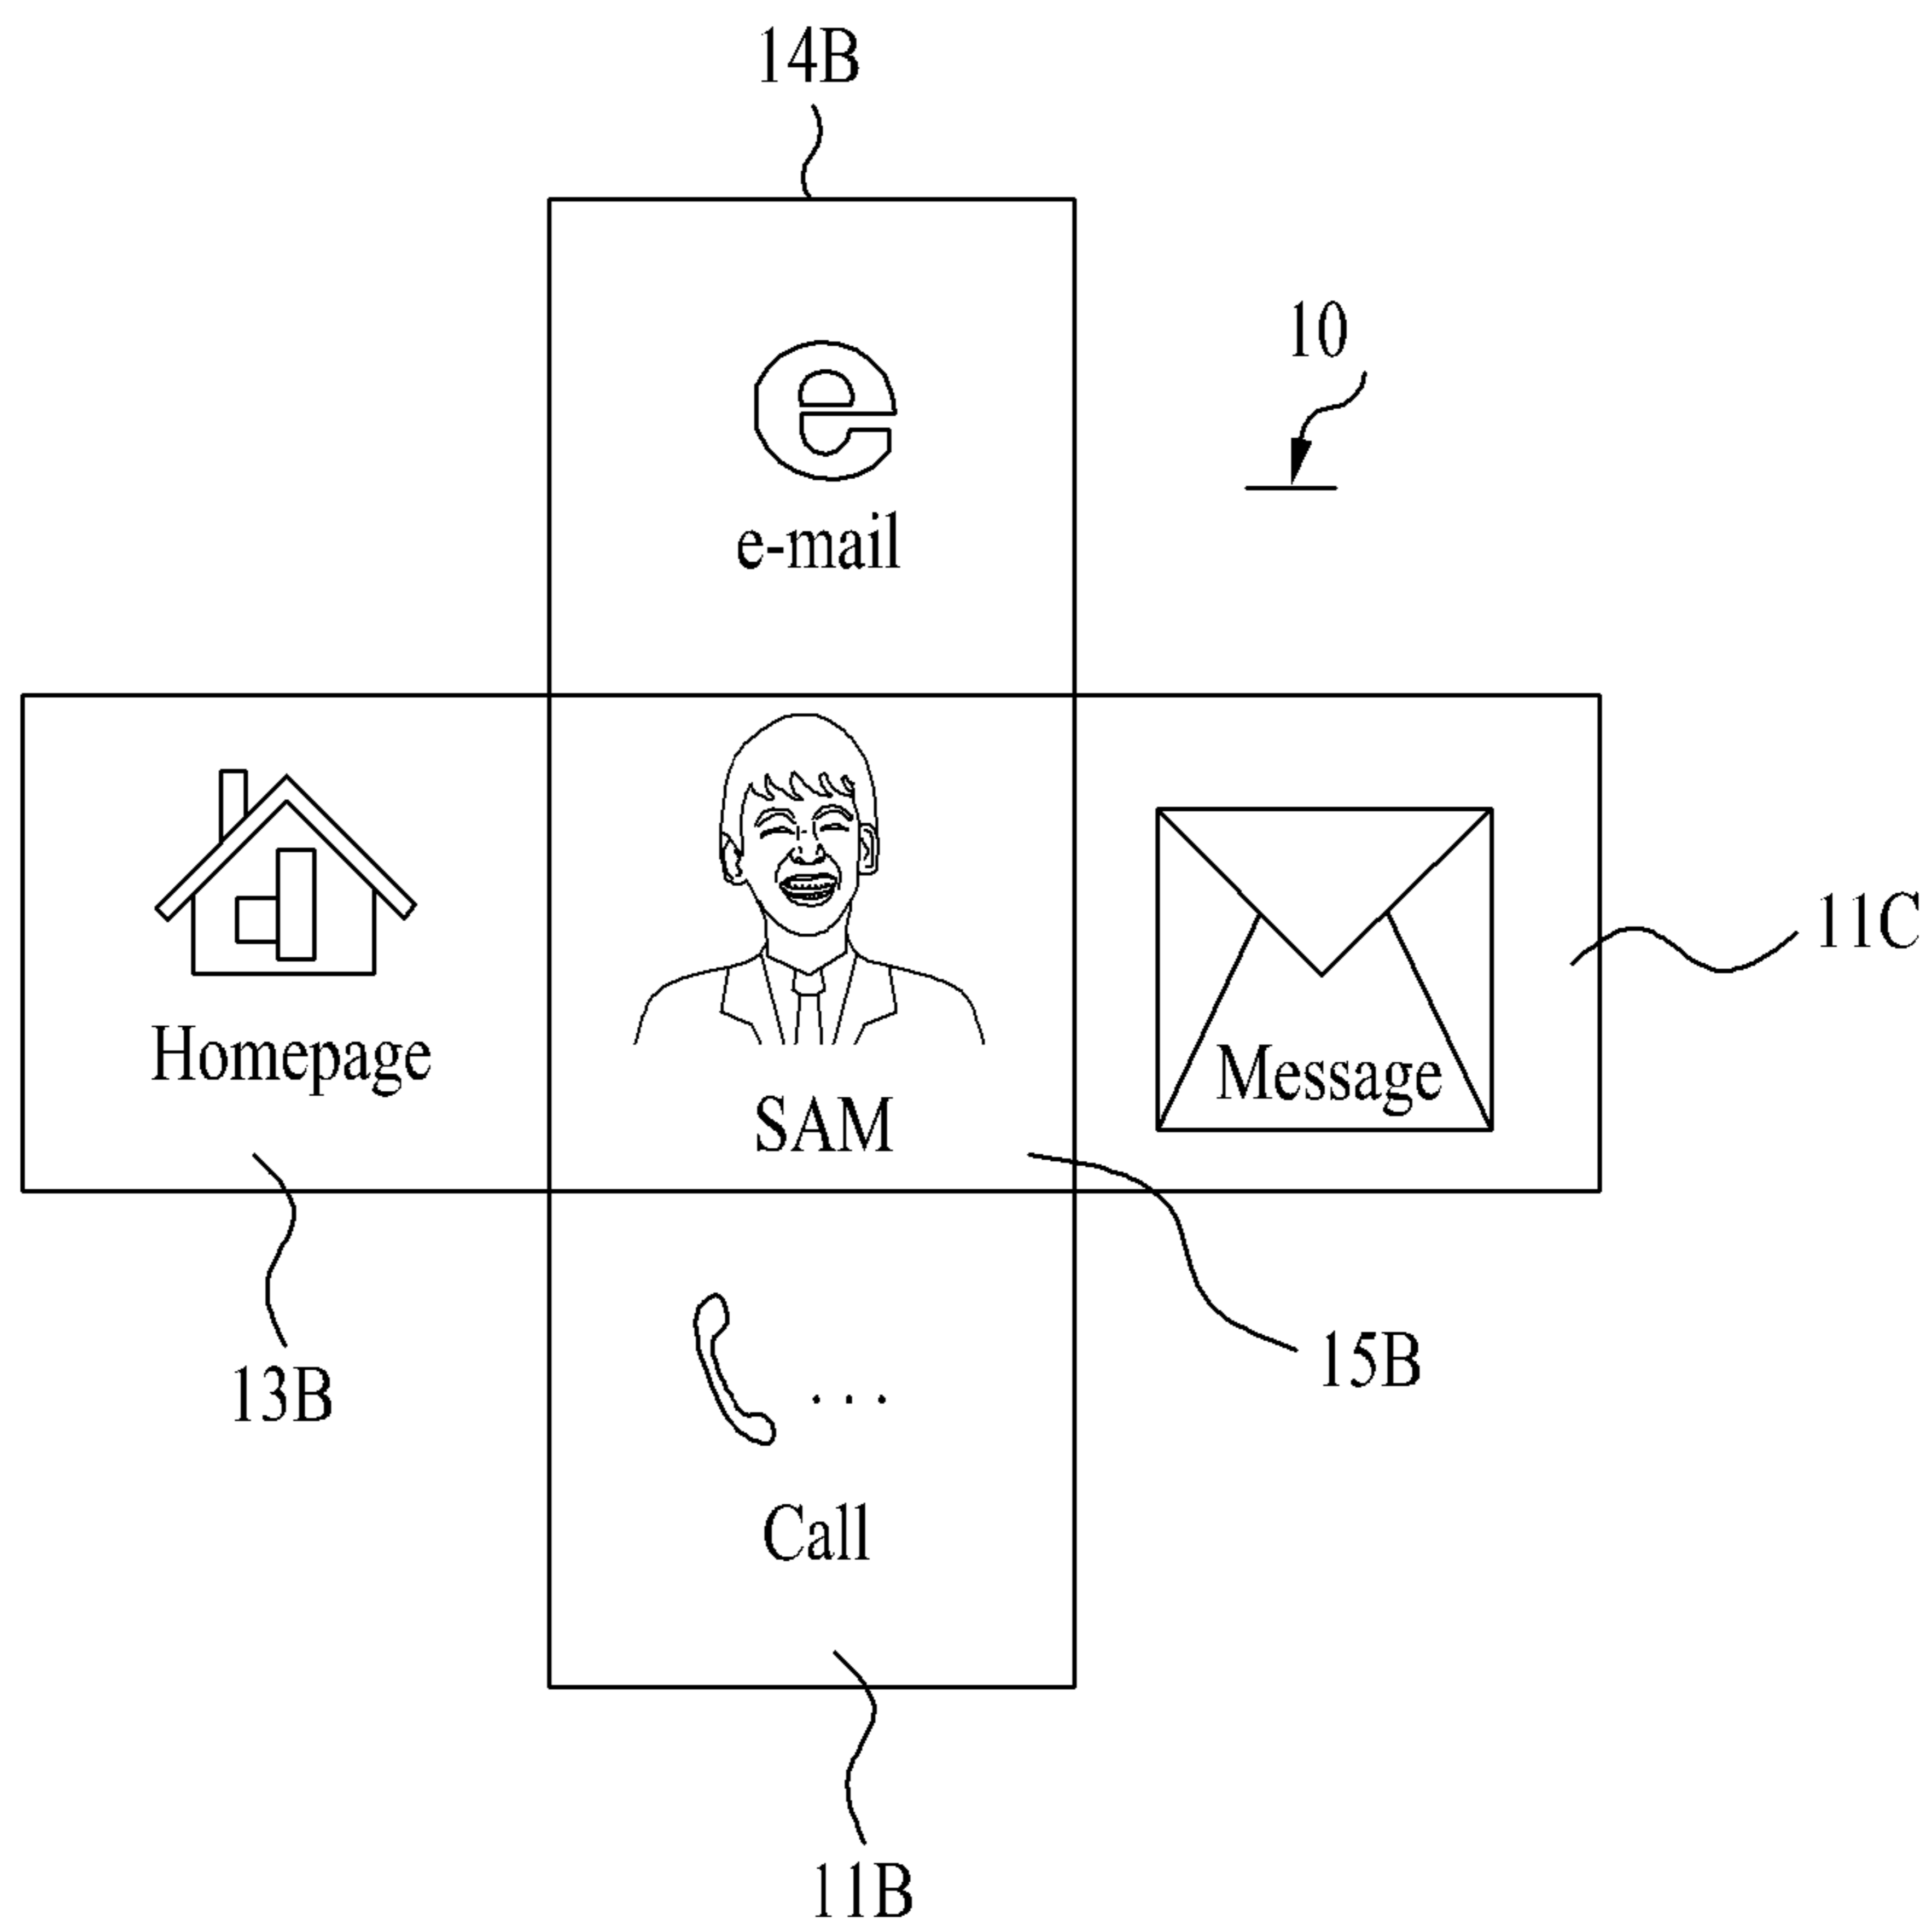 14B
10
e
e-mail
Homepage
SAM
Message
11C
13B
15B
... 
Call
11B